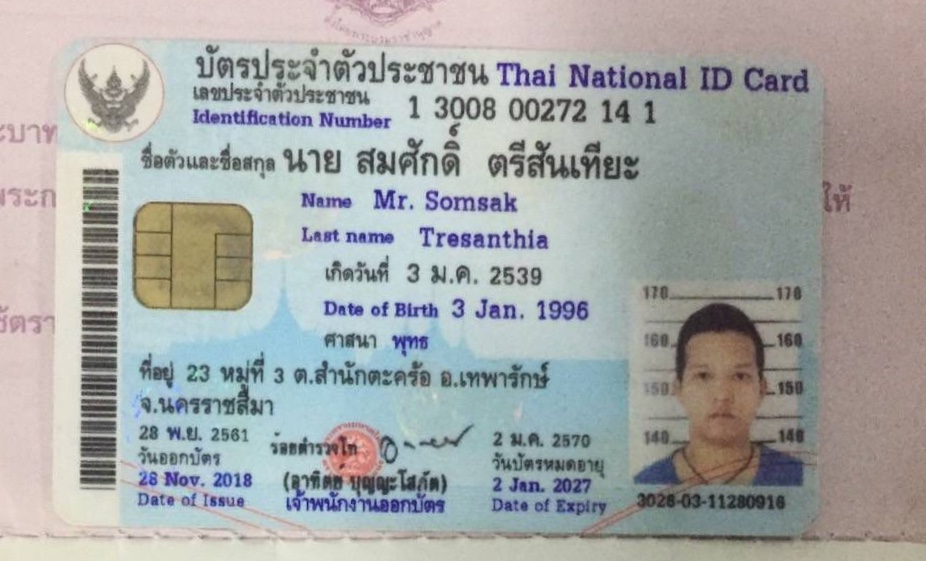 บัตรประจำตัวประชาชน Thai National ID Card
เลขประจำตัวประชาชน
Identification Number 1 3008 00272 14 1
ชื่อตัวและชื่อสกุล นาย สมศักดิ์ ตรีสันเทียะ
Name Mr. Somsak
Last name Tresanthia
เกิดวันที่ 3 ม.ค. 2539
Date of Birth 3 Jan. 1996
ศาสนา พุทธ
ที่อยู่ 23 หมู่ที่ 3 ต.สำนักตะคร้อ อ.เทพารักษ์
จ.นครราชสีมา
28 พ.ย. 2561
วันออกบัตร
28 Nov. 2018
Date of Issue
ร้อยตำรวจโท
(อาทิตย์ บุญญะโสภัต)
เจ้าพนักงานออกบัตร
2 ม.ค. 2570
วันบัตรหมดอายุ
2 Jan. 2027
Date of Expiry
170 170
160 160
150 150
140 140
3028-03-11280916
ให้